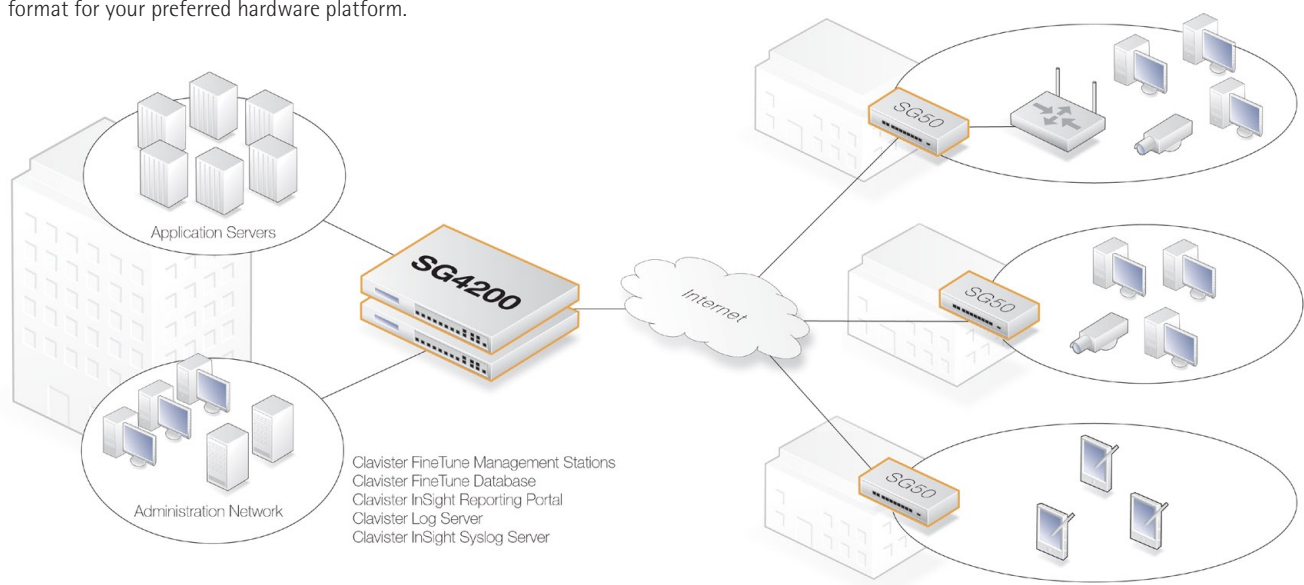 format for your preferred hardware platform.
Application Servers
SG4200
Internet
SG50
SG50
SG50
Administration Network
Clavister FineTune Management Stations
Clavister FineTune Database
Clavister InSight Reporting Portal
Clavister Log Server
Clavister InSight Syslog Server